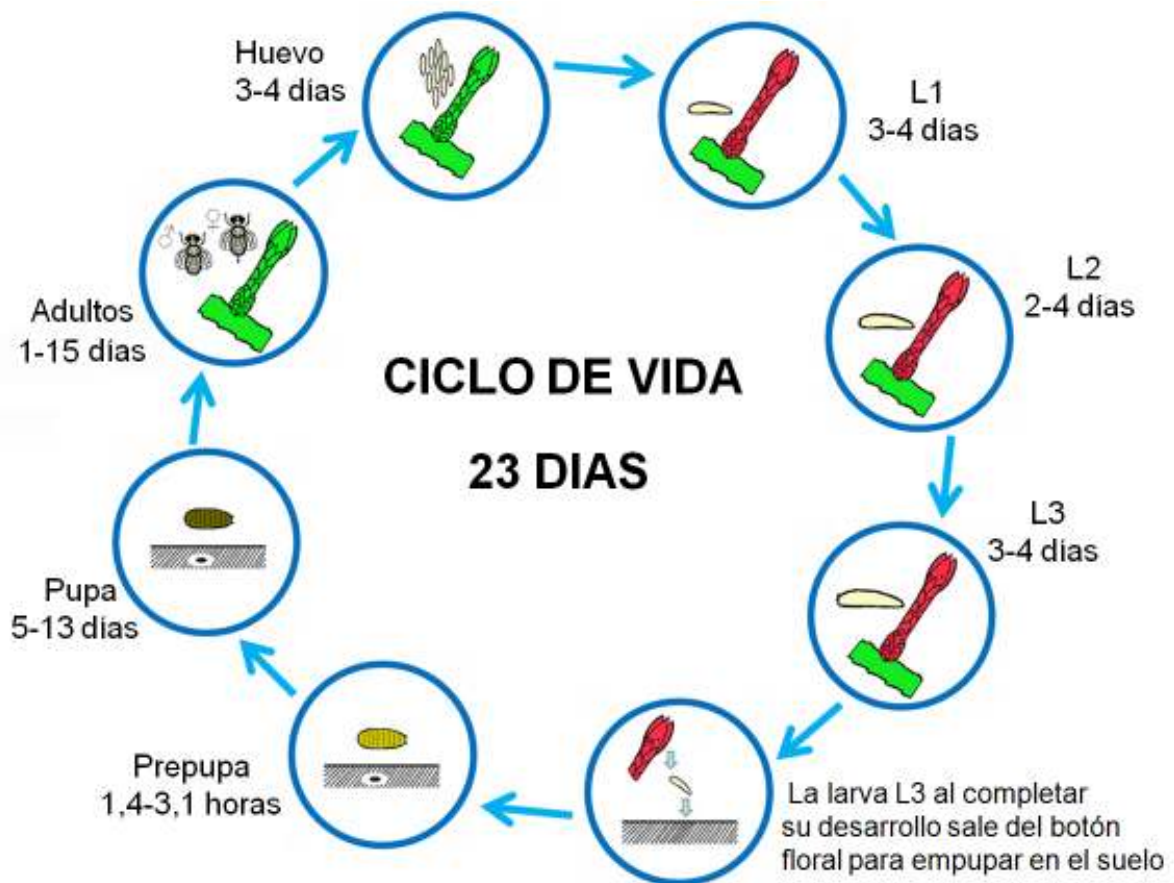 Huevo
3-4 días
L1
3-4 días
L2
2-4 días
L3
3-4 días
La larva L3 al completar
su desarrollo sale del botón
floral para empupar en el suelo
Prepupa
1,4-3,1 horas
Pupa
5-13 días
Adultos
1-15 días
CICLO DE VIDA
23 DIAS